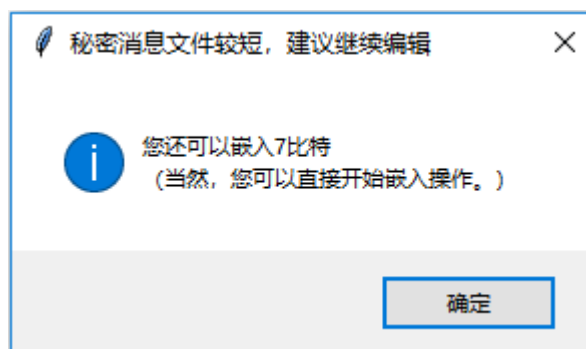 秘密消息文件较短，建议继续编辑
您还可以嵌入7比特
（当然，您可以直接开始嵌入操作。）
确定